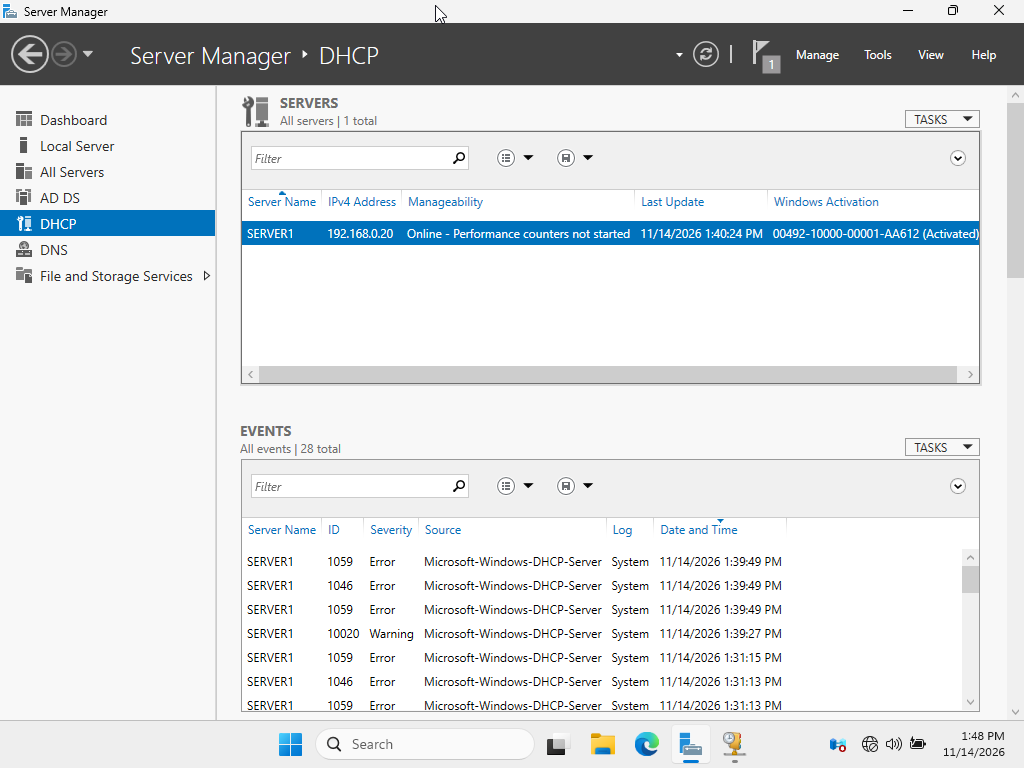 Server Manager
Server Manager ‣ DHCP
1
Manage
Tools
View
Help
Dashboard
Local Server
All Servers
AD DS
DHCP
DNS
File and Storage Services
SERVERS
All servers | 1 total
TASKS
Filter
Server Name IPv4 Address Manageability Last Update Windows Activation
SERVER1 192.168.0.20 Online - Performance counters not started 11/14/2026 1:40:24 PM 00492-10000-00001-AA612 (Activated)
EVENTS
All events | 28 total
TASKS
Filter
Server Name ID Severity Source Log Date and Time
SERVER1 1059 Error Microsoft-Windows-DHCP-Server System 11/14/2026 1:39:49 PM
SERVER1 1046 Error Microsoft-Windows-DHCP-Server System 11/14/2026 1:39:49 PM
SERVER1 1059 Error Microsoft-Windows-DHCP-Server System 11/14/2026 1:39:49 PM
SERVER1 10020 Warning Microsoft-Windows-DHCP-Server System 11/14/2026 1:39:27 PM
SERVER1 1059 Error Microsoft-Windows-DHCP-Server System 11/14/2026 1:31:15 PM
SERVER1 1046 Error Microsoft-Windows-DHCP-Server System 11/14/2026 1:31:13 PM
SERVER1 1059 Error Microsoft-Windows-DHCP-Server System 11/14/2026 1:31:13 PM
Search
1:48 PM
11/14/2026